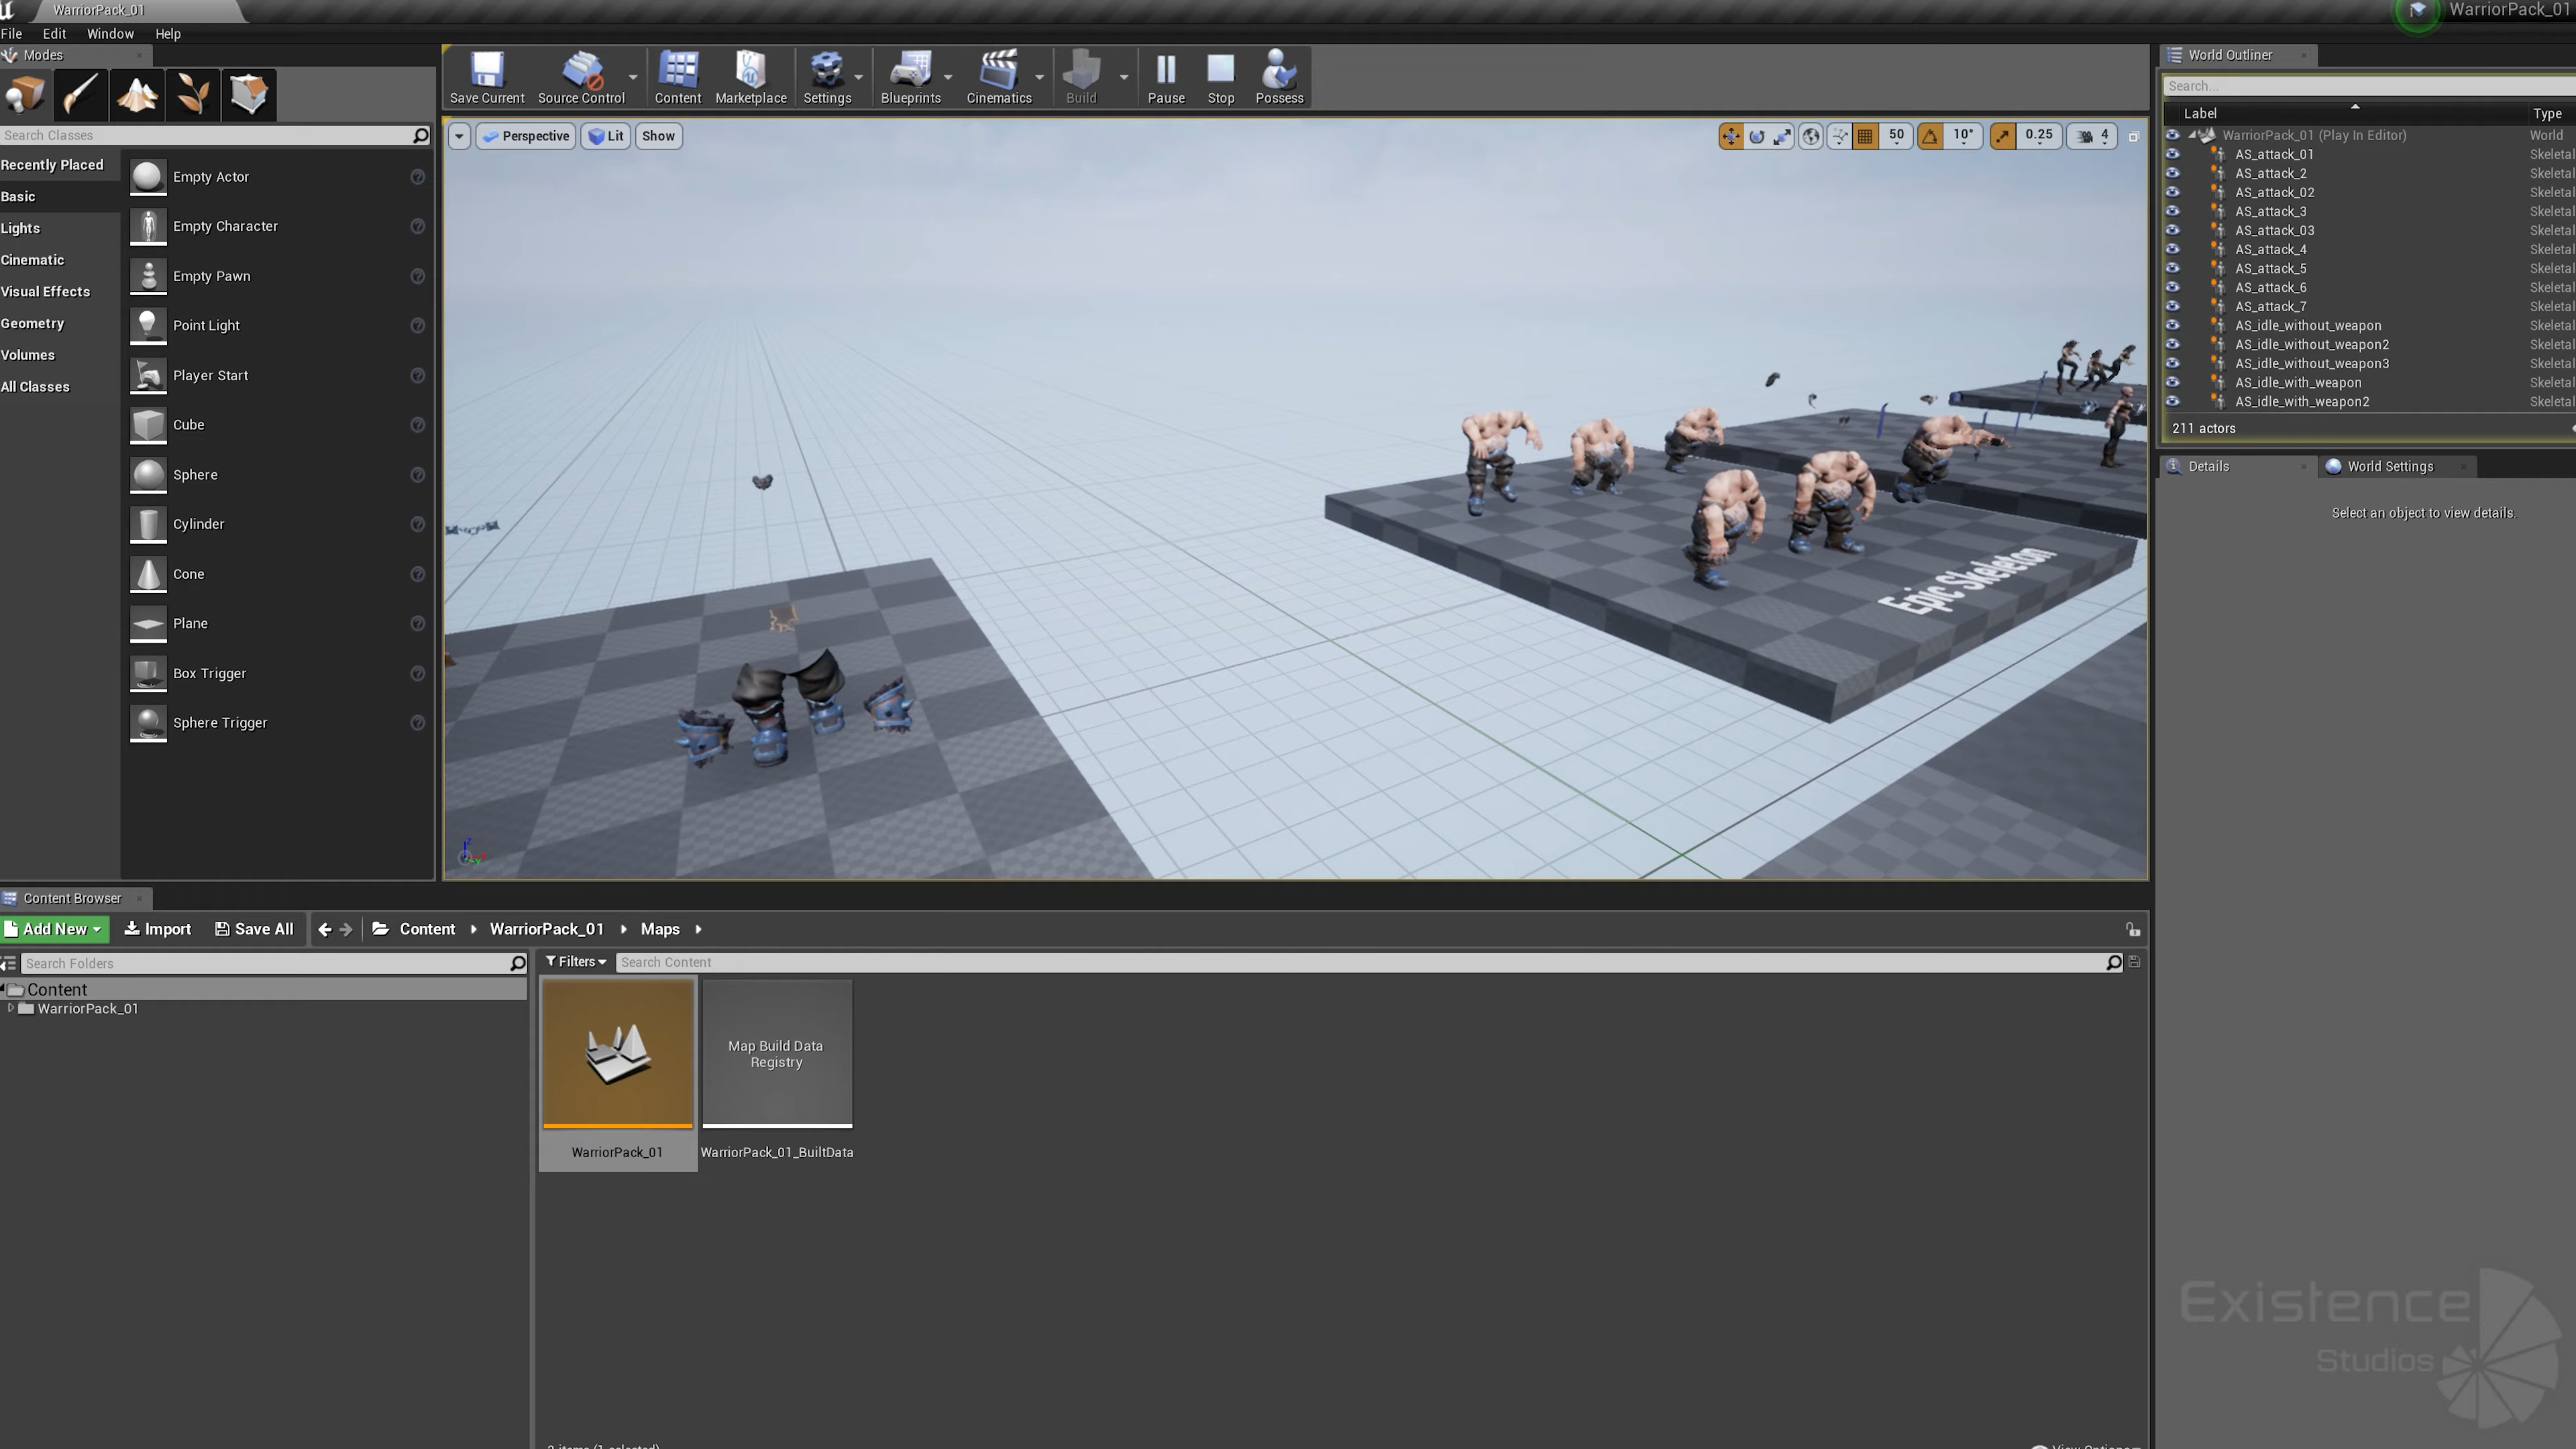 WarriorPack_01
WarriorPack_01
File Edit Window Help
Modes
Save Current
Source Control
Content
Marketplace
Settings
Blueprints
Cinematics
Build
Pause
Stop
Possess
Search Classes
Recently Placed
Basic
Lights
Cinematic
Visual Effects
Geometry
Volumes
All Classes
Empty Actor
Empty Character
Empty Pawn
Point Light
Player Start
Cube
Sphere
Cylinder
Cone
Plane
Box Trigger
Sphere Trigger
Perspective Lit Show
50 10° 0.25 4
Epic Skeleton
World Outliner
Search...
Label Type
WarriorPack_01 (Play In Editor) World
AS_attack_01 Skeletal
AS_attack_2 Skeletal
AS_attack_02 Skeletal
AS_attack_3 Skeletal
AS_attack_03 Skeletal
AS_attack_4 Skeletal
AS_attack_5 Skeletal
AS_attack_6 Skeletal
AS_attack_7 Skeletal
AS_idle_without_weapon Skeletal
AS_idle_without_weapon2 Skeletal
AS_idle_without_weapon3 Skeletal
AS_idle_with_weapon Skeletal
AS_idle_with_weapon2 Skeletal
211 actors
Details
World Settings
Select an object to view details.
Content Browser
Add New Import Save All Content WarriorPack_01 Maps
Search Folders
Content
WarriorPack_01
Filters
Search Content
Map Build Data
Registry
WarriorPack_01
WarriorPack_01_BuiltData
Existence
Studios